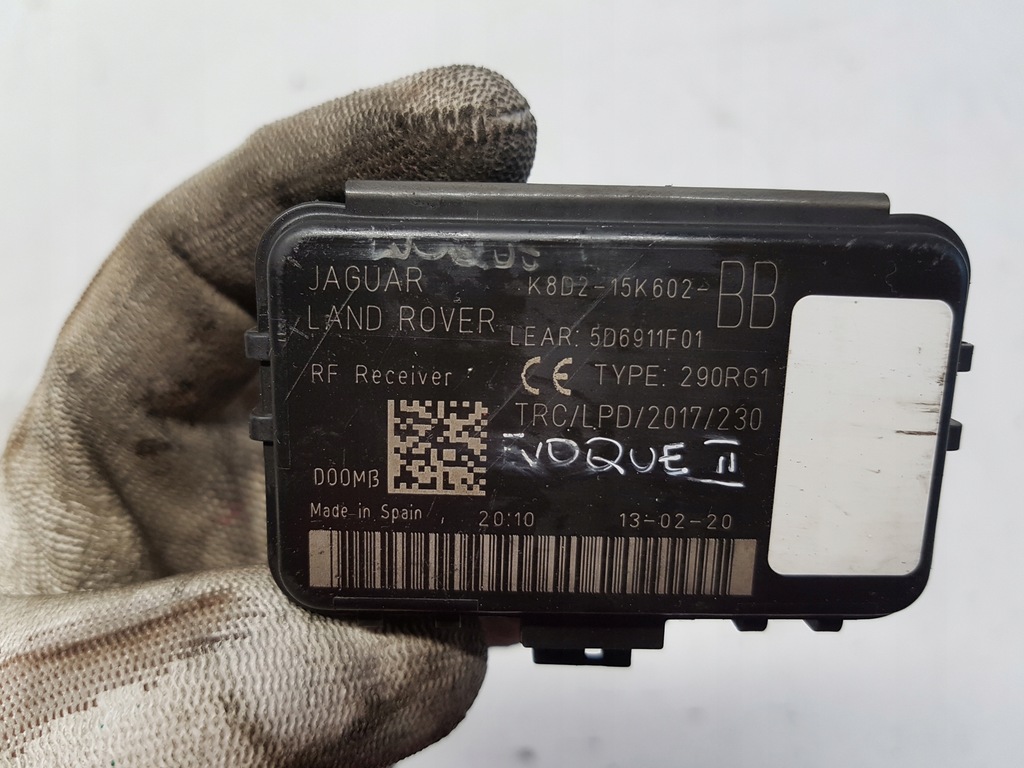 JAGUAR
LAND ROVER
K8D2-15K602-BB
LEAR: 5D6911F01
RF Receiver
CE TYPE: 290RG1
TRC/LPD/2017/230
EVOQUE II
D00MB
Made in Spain 20:10 13-02-20